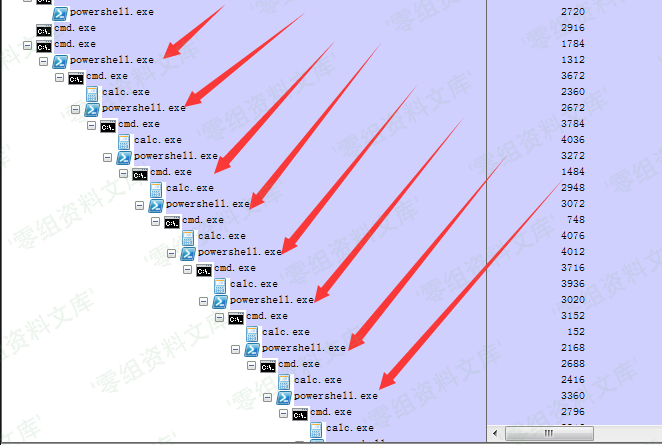 powershell.exe 2720
cmd.exe 2916
cmd.exe 1784
powershell.exe 1312
cmd.exe 3672
calc.exe 2360
powershell.exe 2672
cmd.exe 3784
calc.exe 4036
powershell.exe 3272
cmd.exe 1484
calc.exe 2948
powershell.exe 3072
cmd.exe 748
calc.exe 4076
powershell.exe 4012
cmd.exe 3716
calc.exe 3936
powershell.exe 3020
cmd.exe 3152
calc.exe 152
powershell.exe 2168
cmd.exe 2688
calc.exe 2416
powershell.exe 3360
cmd.exe 2796
calc.exe
'零组资料文库'